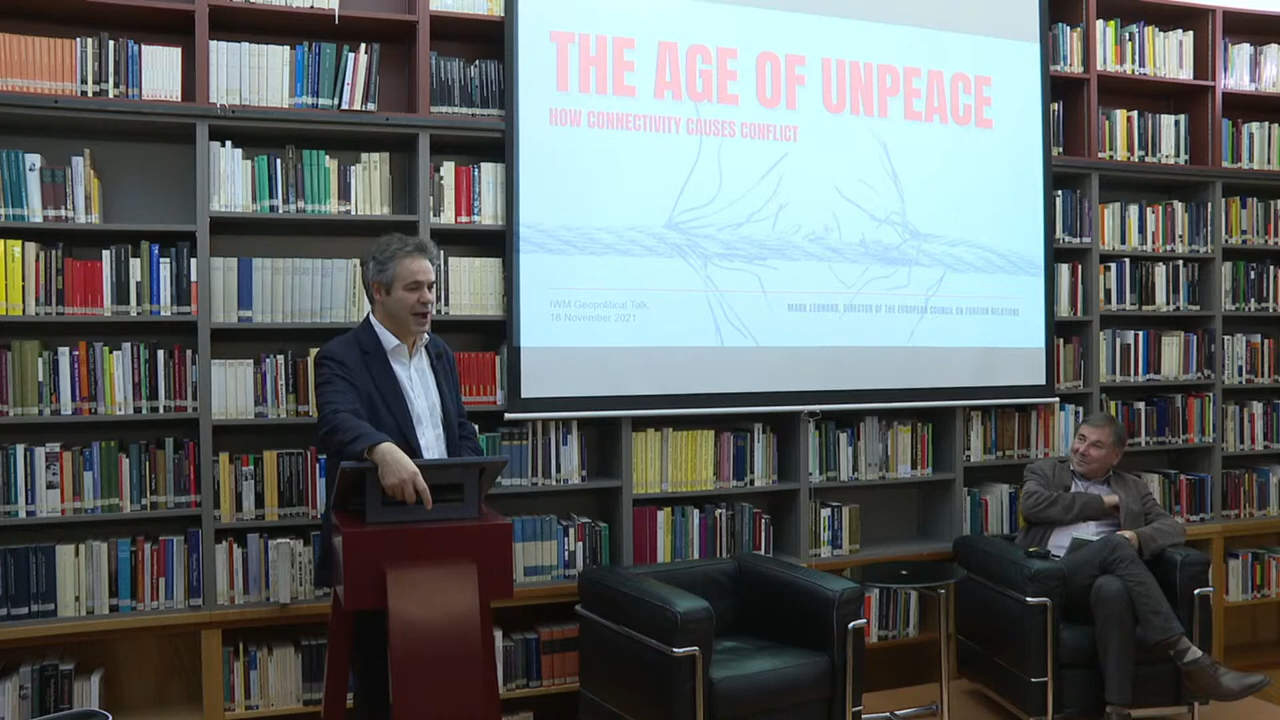 THE AGE OF UNPEACE
HOW CONNECTIVITY CAUSES CONFLICT
IWM Geopolitical Talk,
18 November 2021
MARK LEONARD, DIRECTOR OF THE EUROPEAN COUNCIL ON FOREIGN RELATIONS